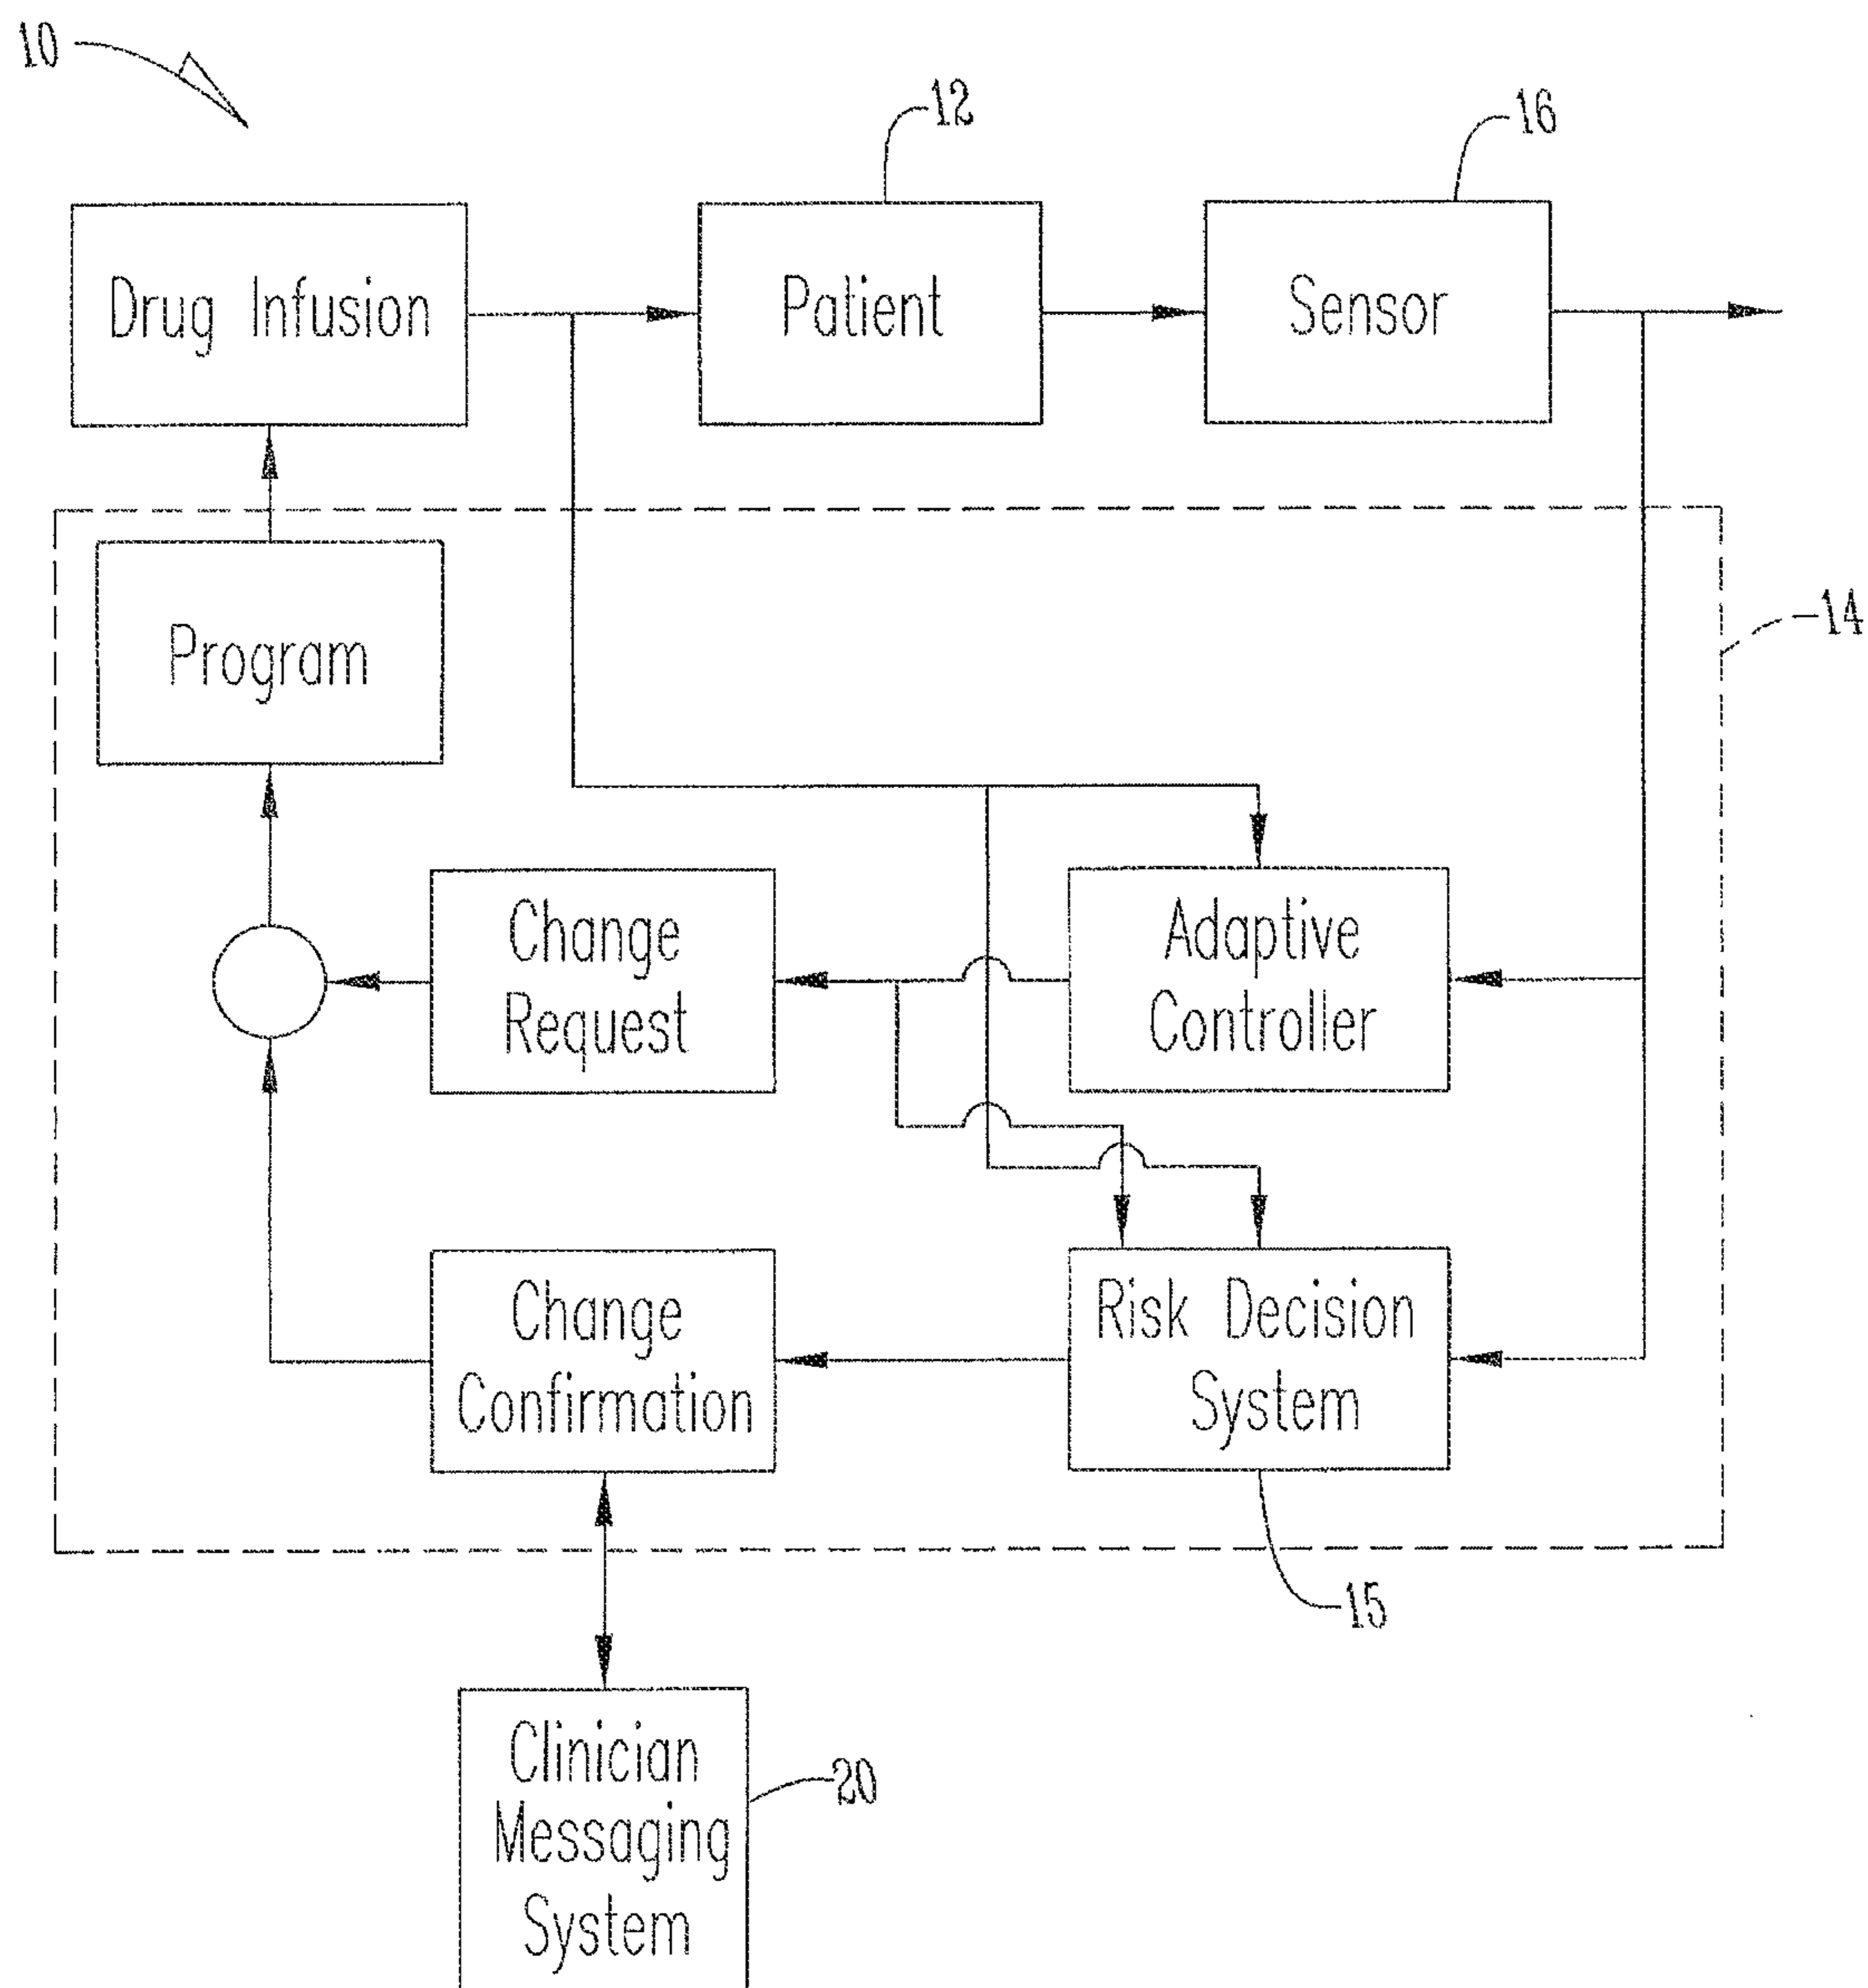 10
12
16
Drug Infusion
Patient
Sensor
14
Program
Change
Request
Adaptive
Controller
Change
Confirmation
Risk Decision
System
15
Clinician
Messaging
System
20